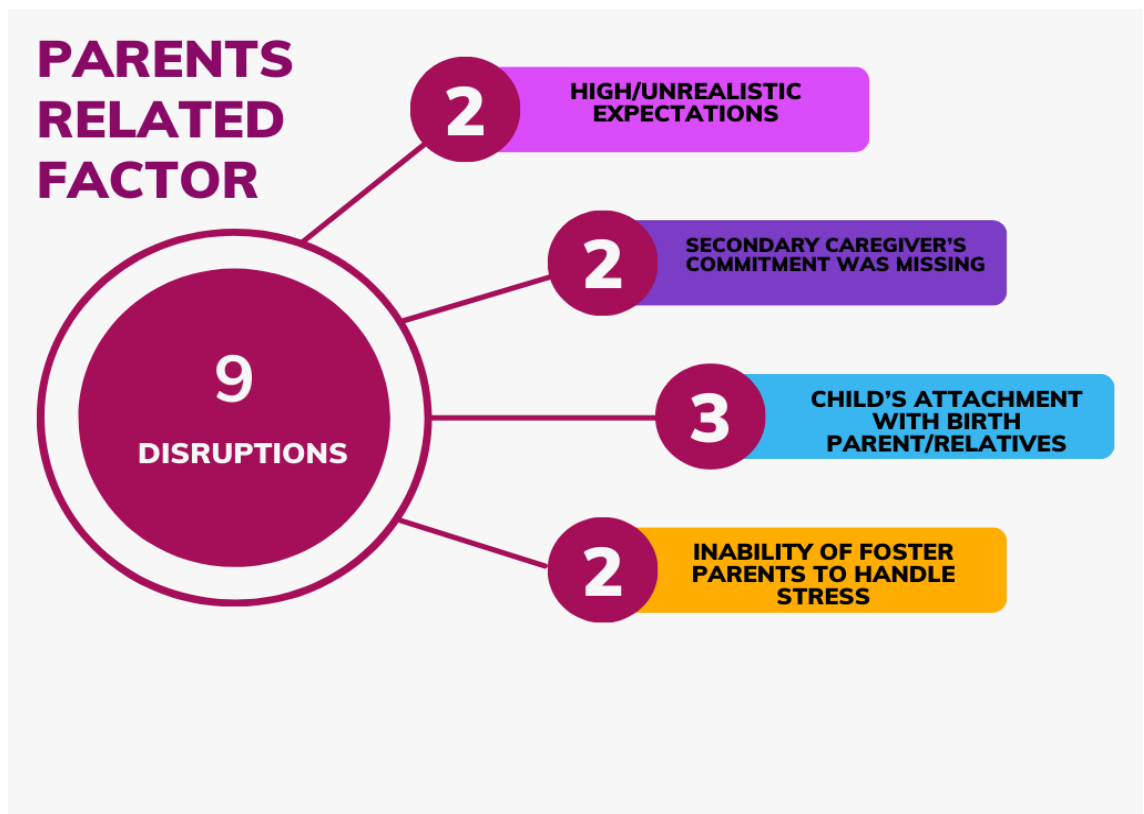 PARENTS
RELATED
FACTOR
2
HIGH/UNREALISTIC
EXPECTATIONS
2
SECONDARY CAREGIVER'S
COMMITMENT WAS MISSING
9
DISRUPTIONS
3
CHILD'S ATTACHMENT
WITH BIRTH
PARENT/RELATIVES
2
INABILITY OF FOSTER
PARENTS TO HANDLE
STRESS